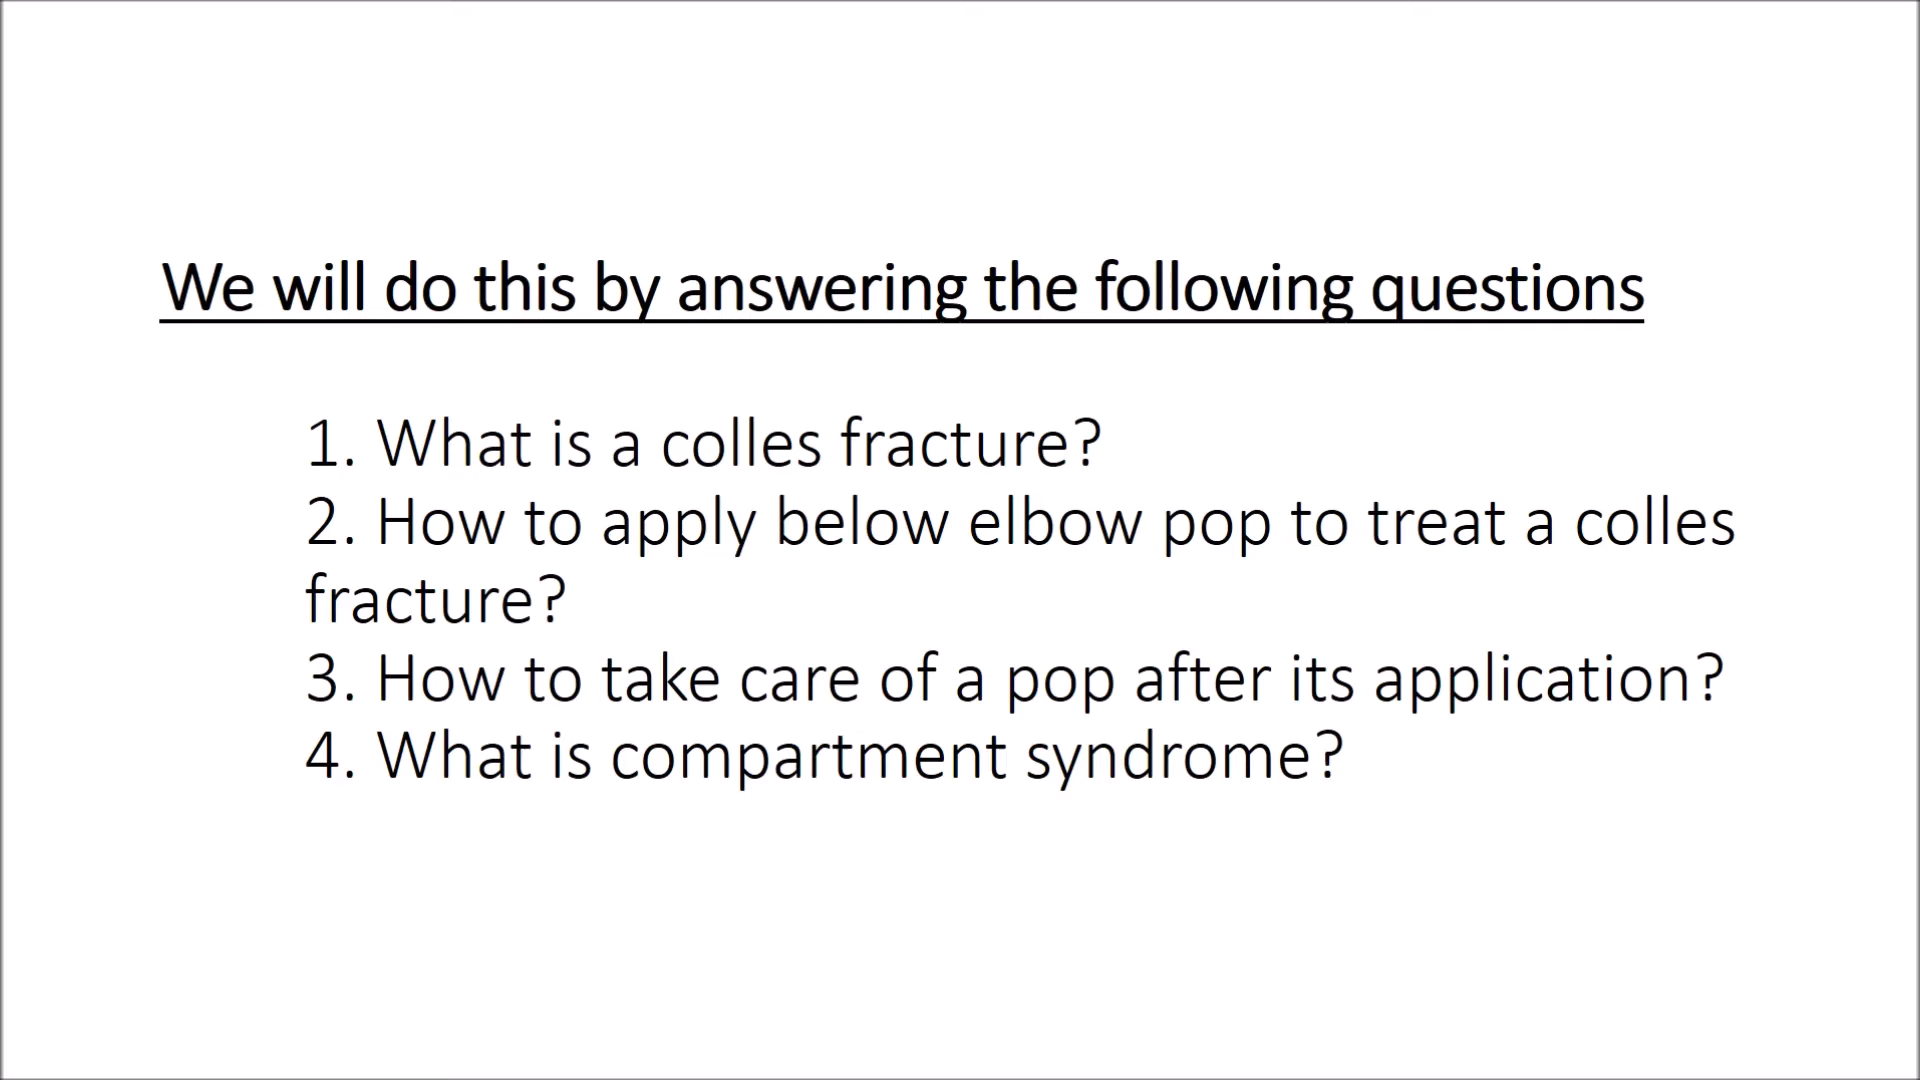 We will do this by answering the following questions
1. What is a colles fracture?
2. How to apply below elbow pop to treat a colles
fracture?
3. How to take care of a pop after its application?
4. What is compartment syndrome?